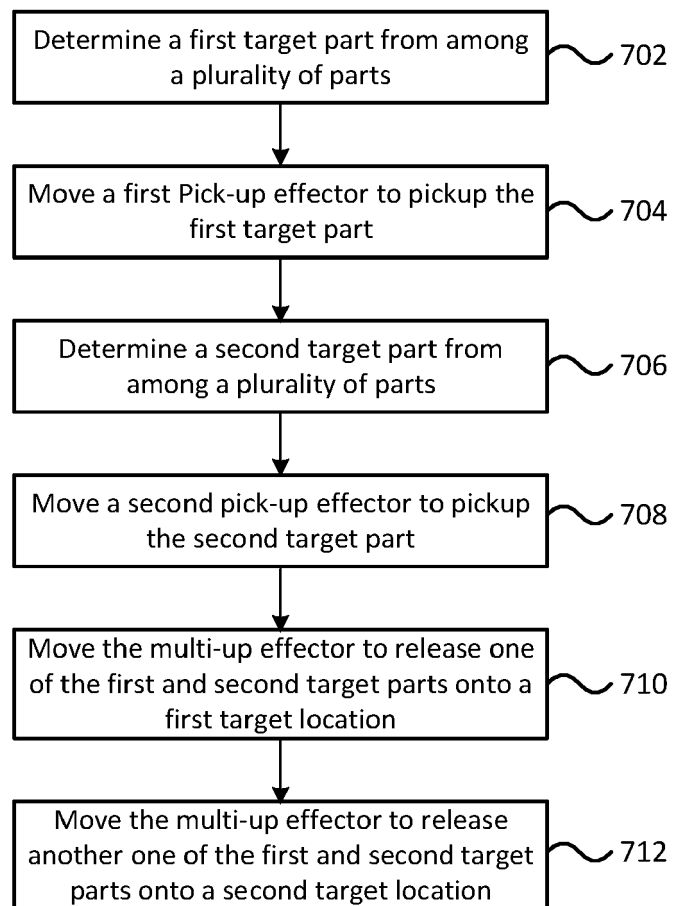 Determine a first target part from among
a plurality of parts
702
Move a first Pick-up effector to pickup the
first target part
704
Determine a second target part from
among a plurality of parts
706
Move a second pick-up effector to pickup
the second target part
708
Move the multi-up effector to release one
of the first and second target parts onto a
first target location
710
Move the multi-up effector to release
another one of the first and second target
parts onto a second target location
712